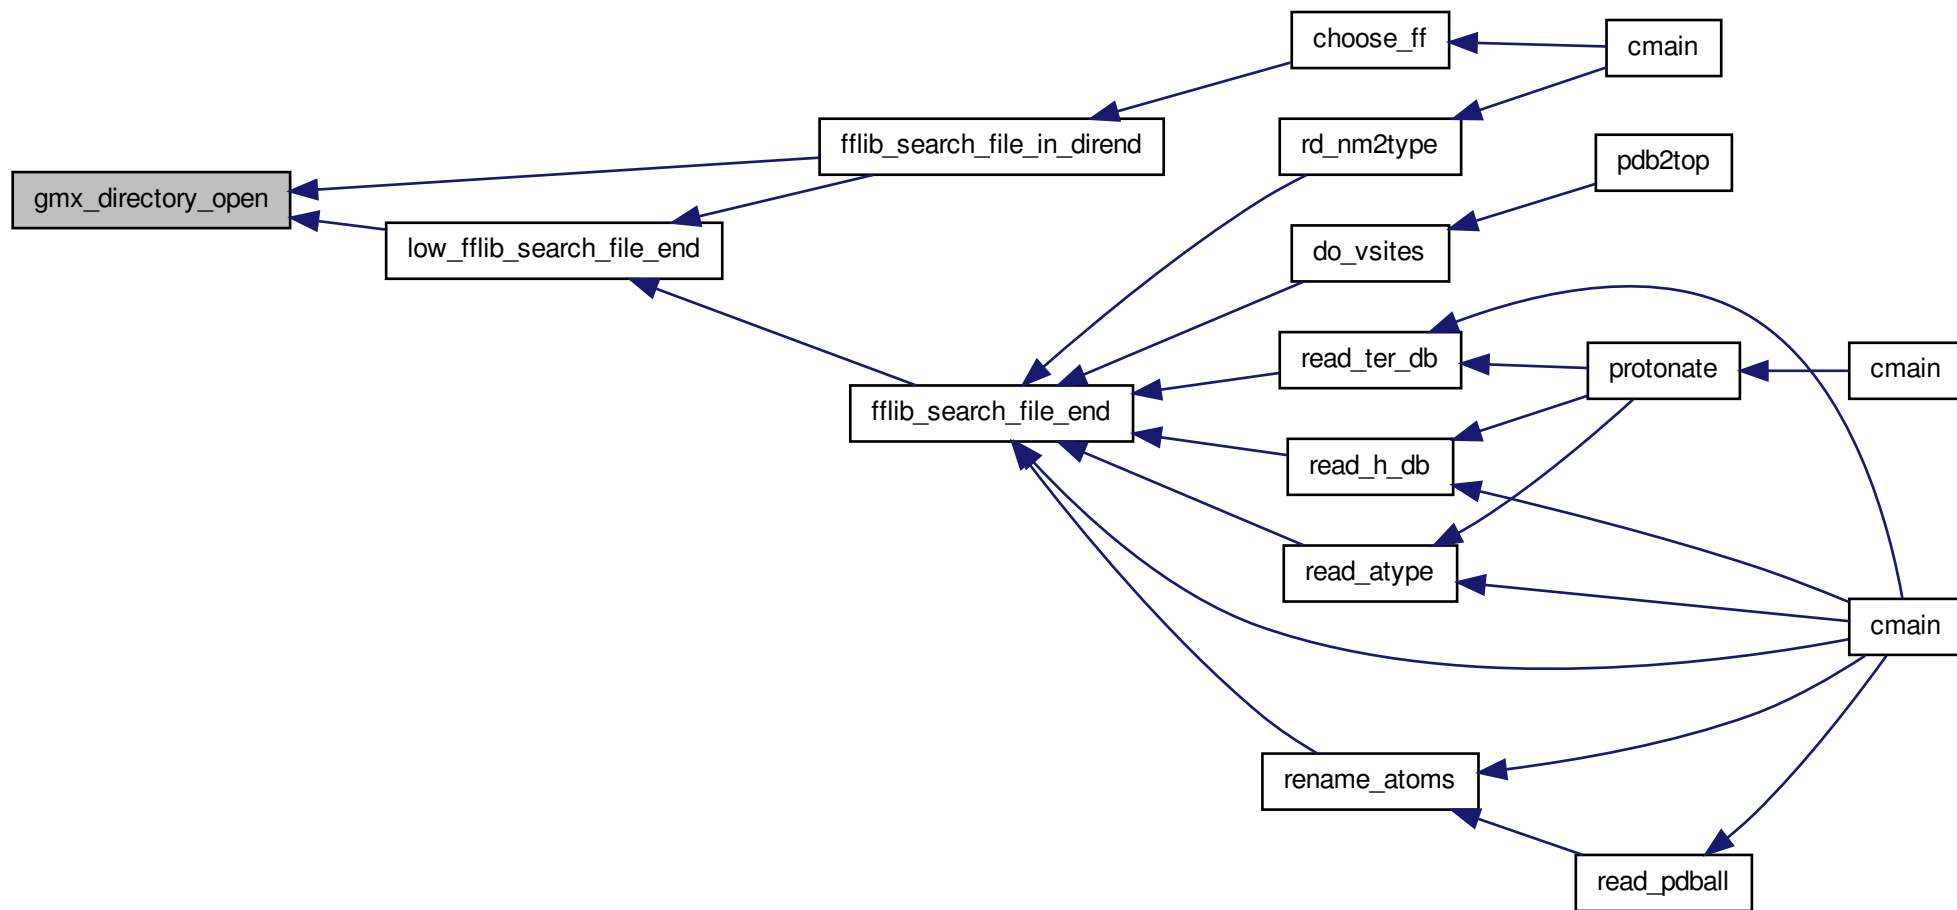 choose_ff
cmain
fflib_search_file_in_dirend
rd_nm2type
pdb2top
gmx_directory_open
low_fflib_search_file_end
do_vsites
read_ter_db
protonate
cmain
fflib_search_file_end
read_h_db
read_atype
cmain
rename_atoms
read_pdball